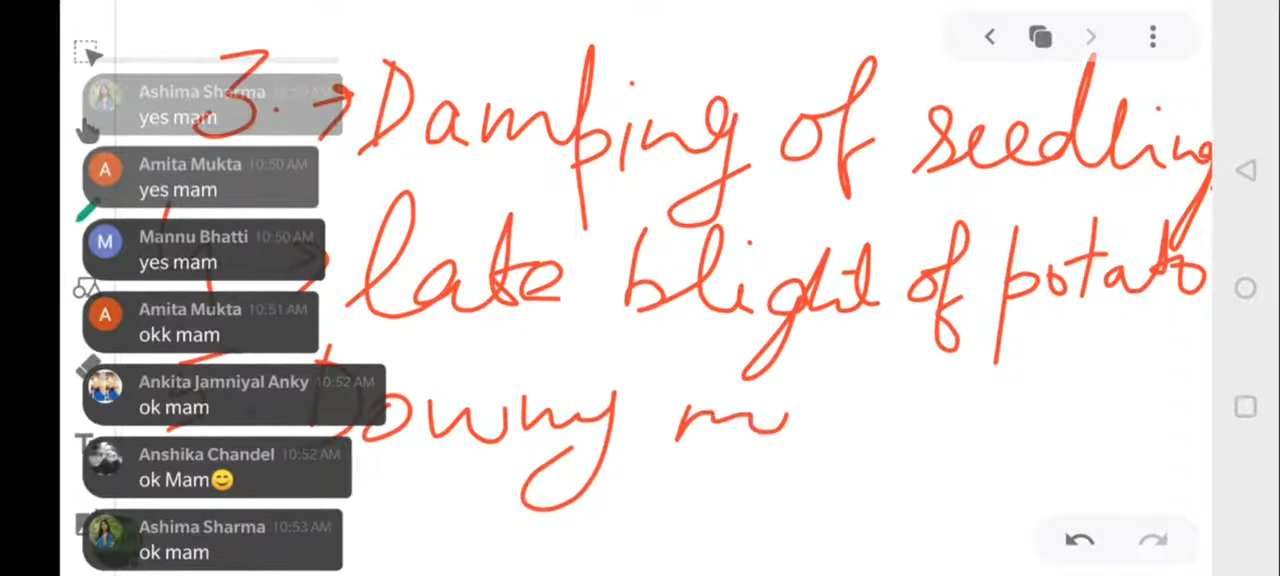 3. → Damping of seedling
Ashima Sharma
yes mam
Amita Mukta 10:50 AM
yes mam
Mannu Bhatti 10:50 AM
yes mam
late blight of potato
Amita Mukta 10:51 AM
okk mam
Ankita Jamniyal Anky 10:52 AM
ok mam
5. Downy m
Anshika Chandel 10:52 AM
ok Mam😊
Ashima Sharma 10:53 AM
ok mam